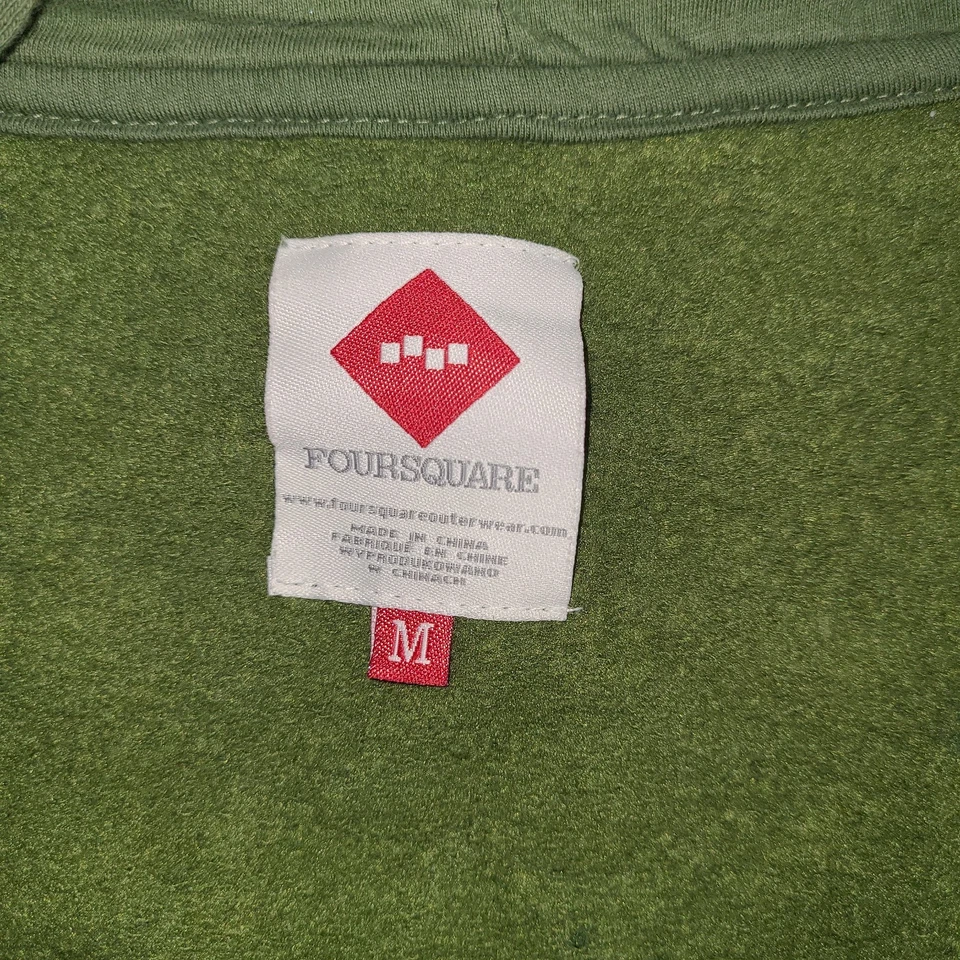 FOURSQUARE
www.foursquareouterwear.com
MADE IN CHINA
FABRIQUÉ EN CHINE
WYPRODUKOWANO
W CHINACH
M